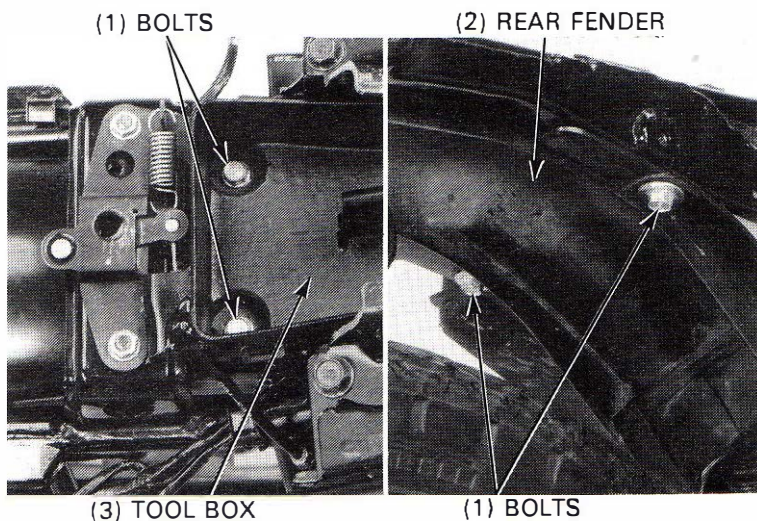 (1) BOLTS
(2) REAR FENDER
(3) TOOL BOX
(1) BOLTS